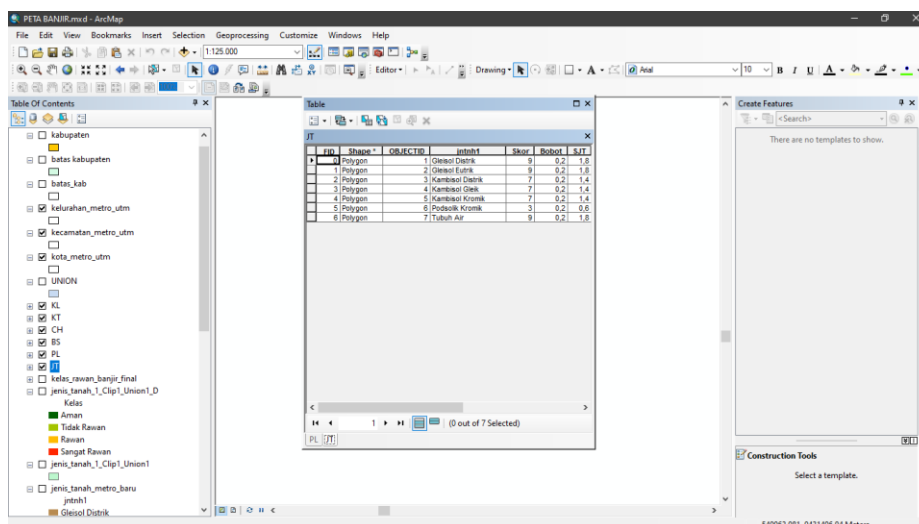 PETA BANJIR.mxd - ArcMap
File Edit View Bookmarks Insert Selection Geoprocessing Customize Windows Help
1:125.000
Editor Drawing Arial 10 B I U A
Table Of Contents
kabupaten
batas kabupaten
batas_kab
kelurahan_metro_utm
kecamatan_metro_utm
kota_metro_utm
UNION
KL
KT
CH
BS
PL
JT
kelas_rawan_banjir_final
jenis_tanah_1_Clip1_Union1_D
Kelas
Aman
Tidak Rawan
Rawan
Sangat Rawan
jenis_tanah_1_Clip1_Union1
jenis_tanah_metro_baru
jntnh1
Gleisol Distrik
Table
JT
FID Shape * OBJECTID jntnh1 Skor Bobot SJT
0 Polygon 1 Gleisol Distrik 9 0,2 1,8
1 Polygon 2 Gleisol Eutrik 9 0,2 1,8
2 Polygon 3 Kambisol Distrik 7 0,2 1,4
3 Polygon 4 Kambisol Gleik 7 0,2 1,4
4 Polygon 5 Kambisol Kromik 7 0,2 1,4
5 Polygon 6 Podsolik Kromik 3 0,2 0,6
6 Polygon 7 Tubuh Air 9 0,2 1,8
1 (0 out of 7 Selected)
PL JT
Create Features
<Search>
There are no templates to show.
Construction Tools
Select a template.